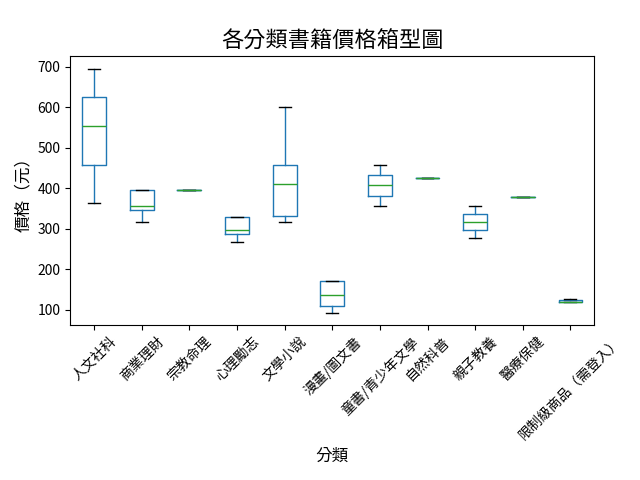 各分類書籍價格箱型圖
價格（元）
700
600
500
400
300
200
100
人文社科
商業理財
宗教命理
心理勵志
文學小說
漫畫/圖文書
童書/青少年文學
自然科普
親子教養
醫療保健
限制級商品（需登入）
分類